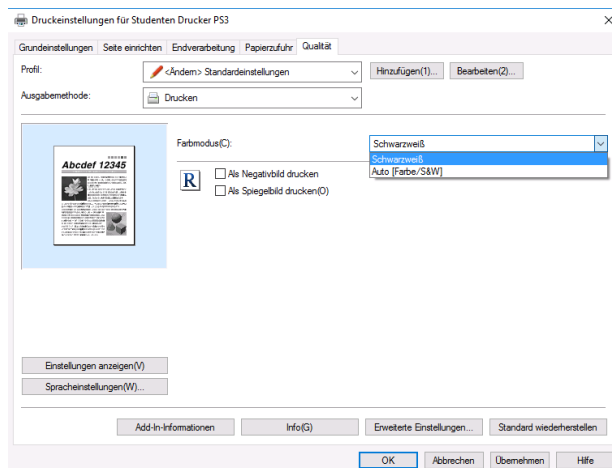 Druckeinstellungen für Studenten Drucker PS3
Grundeinstellungen Seite einrichten Endverarbeitung Papierzufuhr Qualität
Profil: <Ändern> Standardeinstellungen Hinzufügen(1)... Bearbeiten(2)...
Ausgabemethode: Drucken
Farbmodus(C): Schwarzweiß
Schwarzweiß
Auto [Farbe/S&W]
Abcdef 12345
R Als Negativbild drucken
Als Spiegelbild drucken(O)
Einstellungen anzeigen(V)
Spracheinstellungen(W)...
Add-In-Informationen Info(G) Erweiterte Einstellungen... Standard wiederherstellen
OK Abbrechen Übernehmen Hilfe